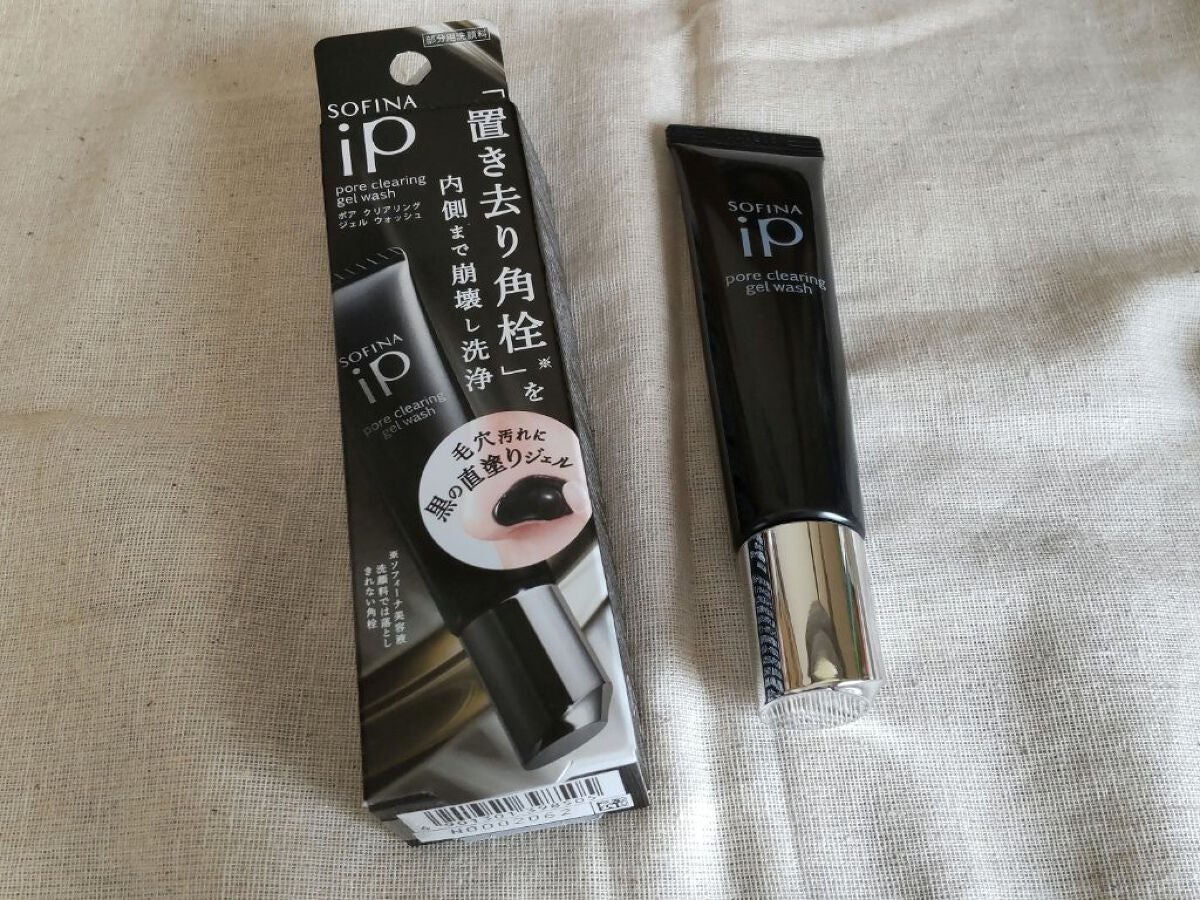 部分用洗顔料
SOFINA
iP
pore clearing
gel wash
ポア クリアリング
ジェル ウォッシュ
「置き去り角栓」※を
内側まで崩壊し洗浄
SOFINA
iP
pore clearing
gel wash
毛穴汚れに
黒の直塗りジェル
※ソフィーナ美容液
洗顔料では落とし
きれない角栓
N0002062
SOFINA
iP
pore clearing
gel wash